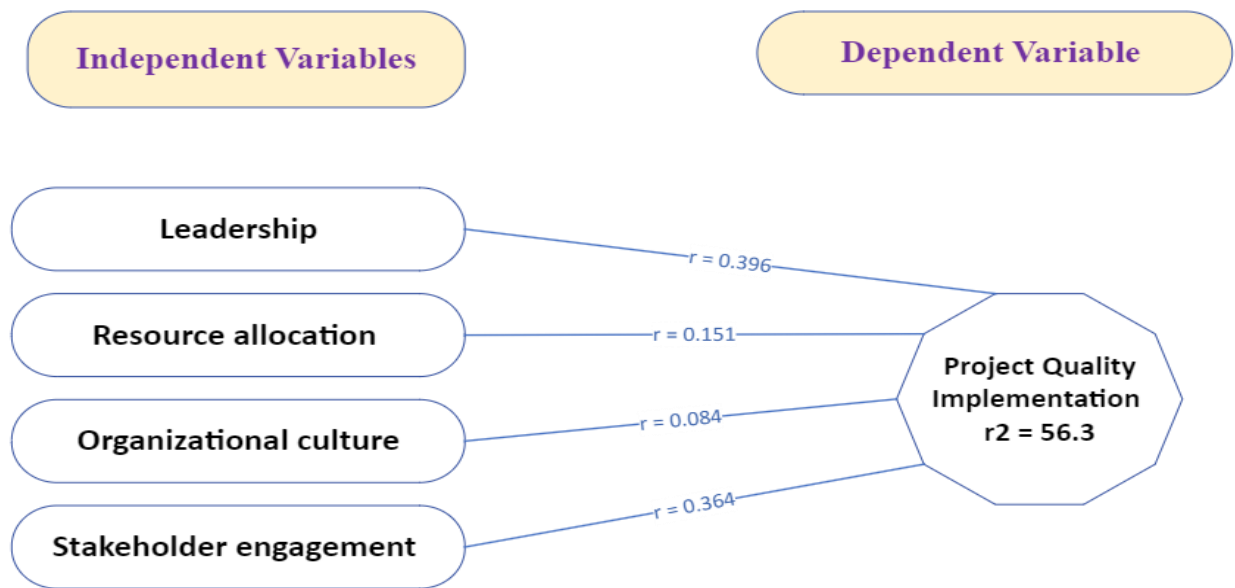 Independent Variables
Dependent Variable
Leadership
r = 0.396
Resource allocation
r = 0.151
Organizational culture
r = 0.084
Stakeholder engagement
r = 0.364
Project Quality
Implementation
r2 = 56.3